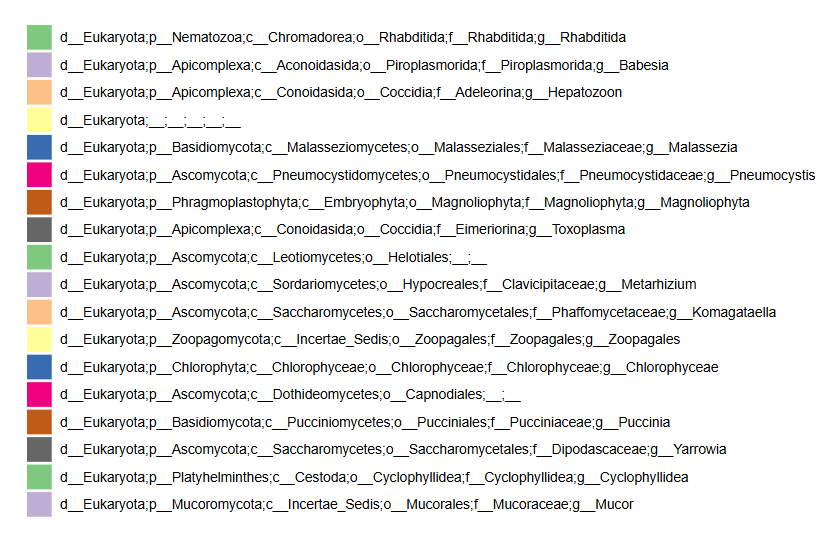 d__Eukaryota;p__Nematozoa;c__Chromadorea;o__Rhabditida;f__Rhabditida;g__Rhabditida
d__Eukaryota;p__Apicomplexa;c__Aconoidasida;o__Piroplasmorida;f__Piroplasmorida;g__Babesia
d__Eukaryota;p__Apicomplexa;c__Conoidasida;o__Coccidia;f__Adeleorina;g__Hepatozoon
d__Eukaryota;__;__;__;__;__
d__Eukaryota;p__Basidiomycota;c__Malasseziomycetes;o__Malasseziales;f__Malasseziaceae;g__Malassezia
d__Eukaryota;p__Ascomycota;c__Pneumocystidomycetes;o__Pneumocystidales;f__Pneumocystidaceae;g__Pneumocystis
d__Eukaryota;p__Phragmoplastophyta;c__Embryophyta;o__Magnoliophyta;f__Magnoliophyta;g__Magnoliophyta
d__Eukaryota;p__Apicomplexa;c__Conoidasida;o__Coccidia;f__Eimeriorina;g__Toxoplasma
d__Eukaryota;p__Ascomycota;c__Leotiomycetes;o__Helotiales;__;__
d__Eukaryota;p__Ascomycota;c__Sordariomycetes;o__Hypocreales;f__Clavicipitaceae;g__Metarhizium
d__Eukaryota;p__Ascomycota;c__Saccharomycetes;o__Saccharomycetales;f__Phaffomycetaceae;g__Komagataella
d__Eukaryota;p__Zoopagomycota;c__Incertae_Sedis;o__Zoopagales;f__Zoopagales;g__Zoopagales
d__Eukaryota;p__Chlorophyta;c__Chlorophyceae;o__Chlorophyceae;f__Chlorophyceae;g__Chlorophyceae
d__Eukaryota;p__Ascomycota;c__Dothideomycetes;o__Capnodiales;__;__
d__Eukaryota;p__Basidiomycota;c__Pucciniomycetes;o__Pucciniales;f__Pucciniaceae;g__Puccinia
d__Eukaryota;p__Ascomycota;c__Saccharomycetes;o__Saccharomycetales;f__Dipodascaceae;g__Yarrowia
d__Eukaryota;p__Platyhelminthes;c__Cestoda;o__Cyclophyllidea;f__Cyclophyllidea;g__Cyclophyllidea
d__Eukaryota;p__Mucoromycota;c__Incertae_Sedis;o__Mucorales;f__Mucoraceae;g__Mucor